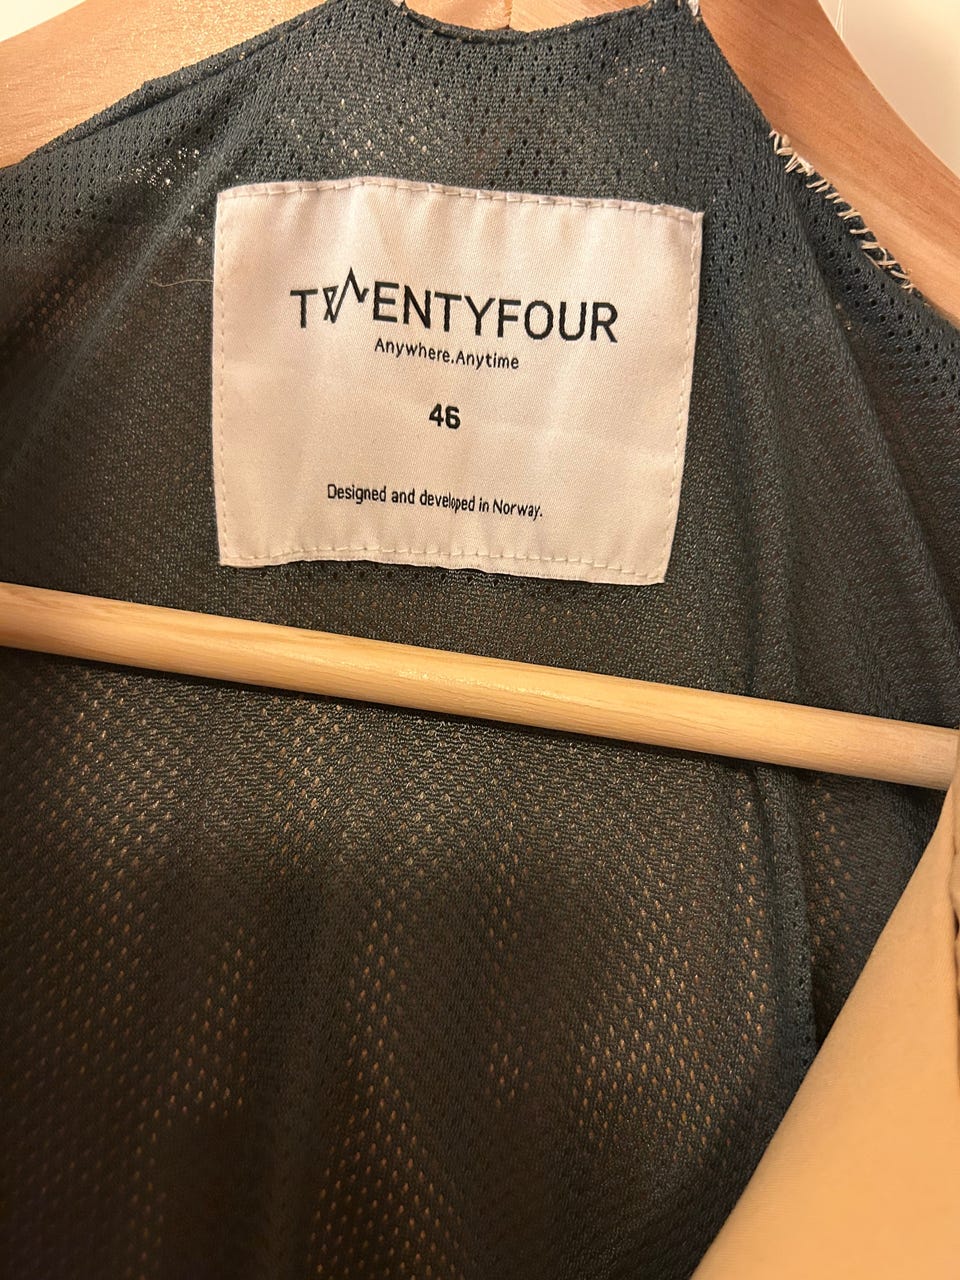 TWENTYFOUR
Anywhere.Anytime
46
Designed and developed in Norway.